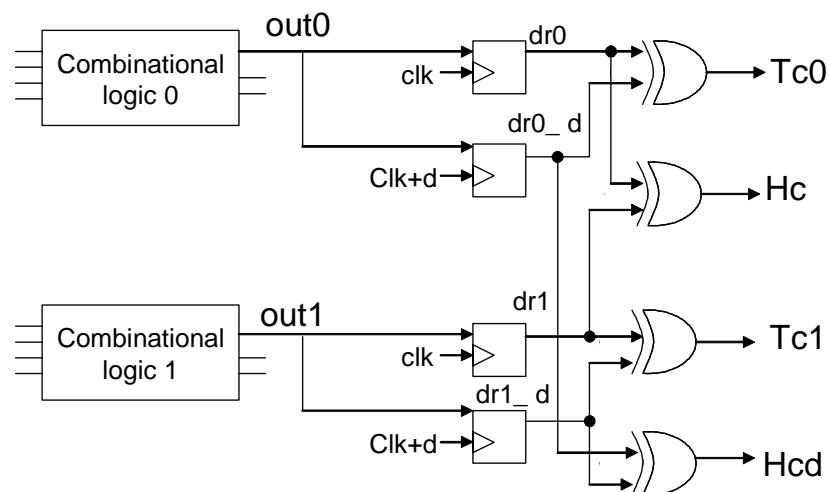 out0
dr0
Combinational
logic 0
clk
Tc0
dr0_ d
Clk+d
Hc
out1
dr1
Combinational
logic 1
clk
Tc1
dr1_ d
Clk+d
Hcd